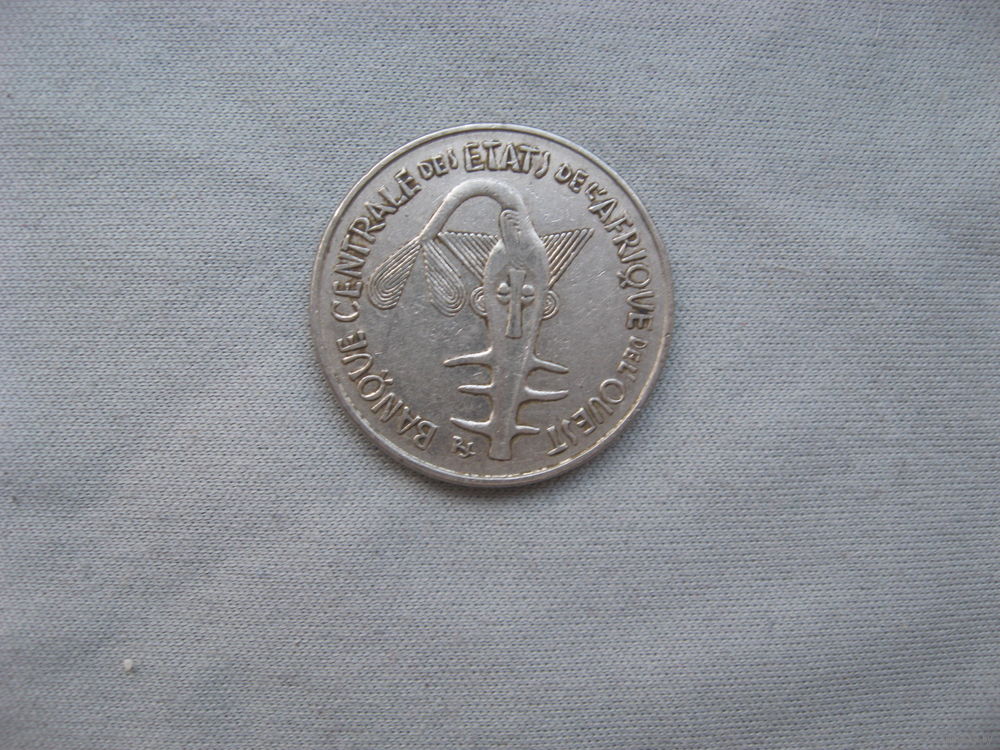 BANQUE CENTRALE DES ETATS DE L'AFRIQUE DE L'OUEST